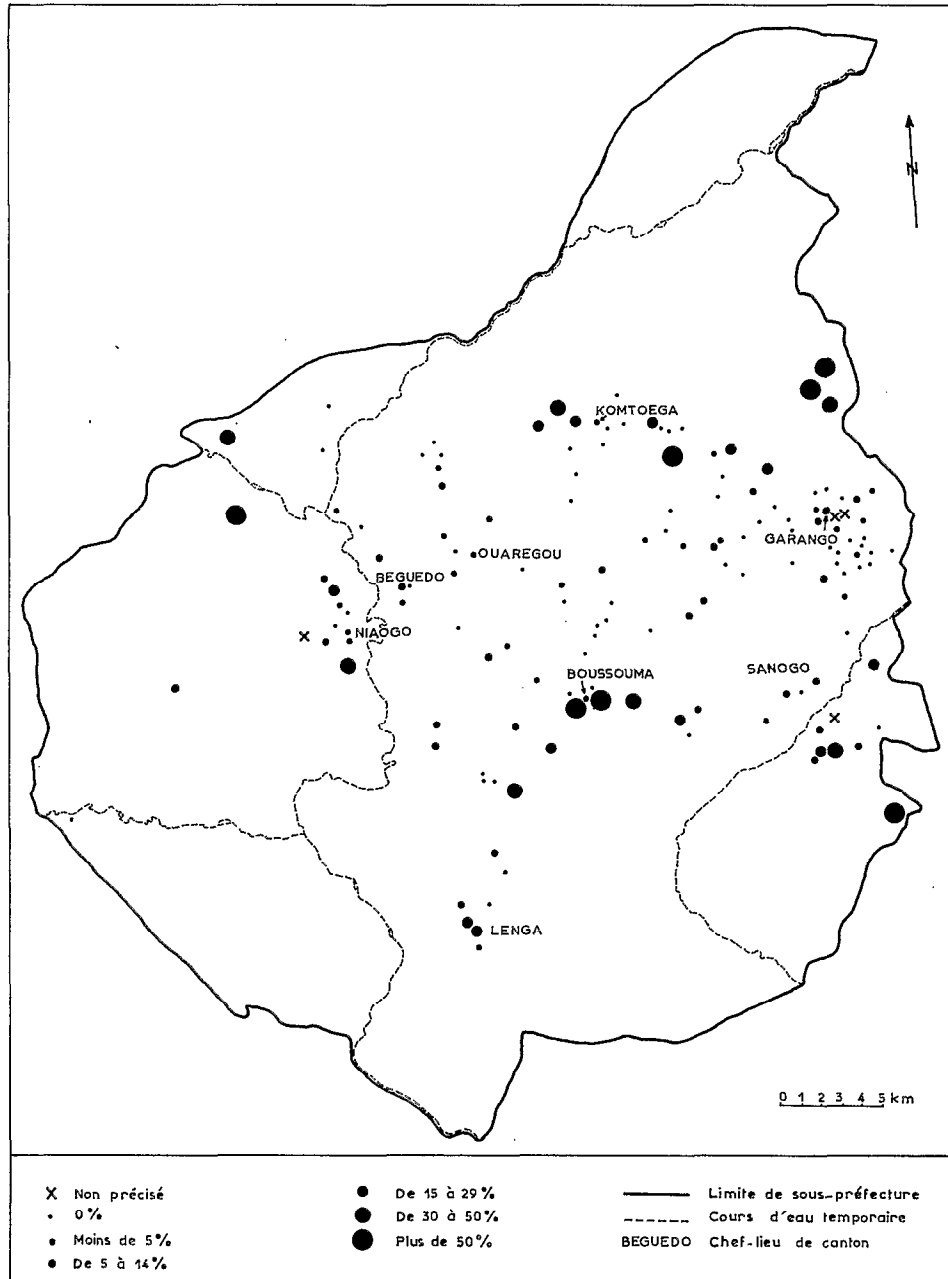 N
KOMTOEGA
GARANGO
OUAREGOU
BEGUEDO
NIAOGO
BOUSSOUMA
SANOGO
LENGA
0 1 2 3 4 5 km
X Non précisé
0%
Moins de 5%
De 5 à 14%
De 15 à 29%
De 30 à 50%
Plus de 50%
Limite de sous-préfecture
Cours d'eau temporaire
BEGUEDO Chef-lieu de canton